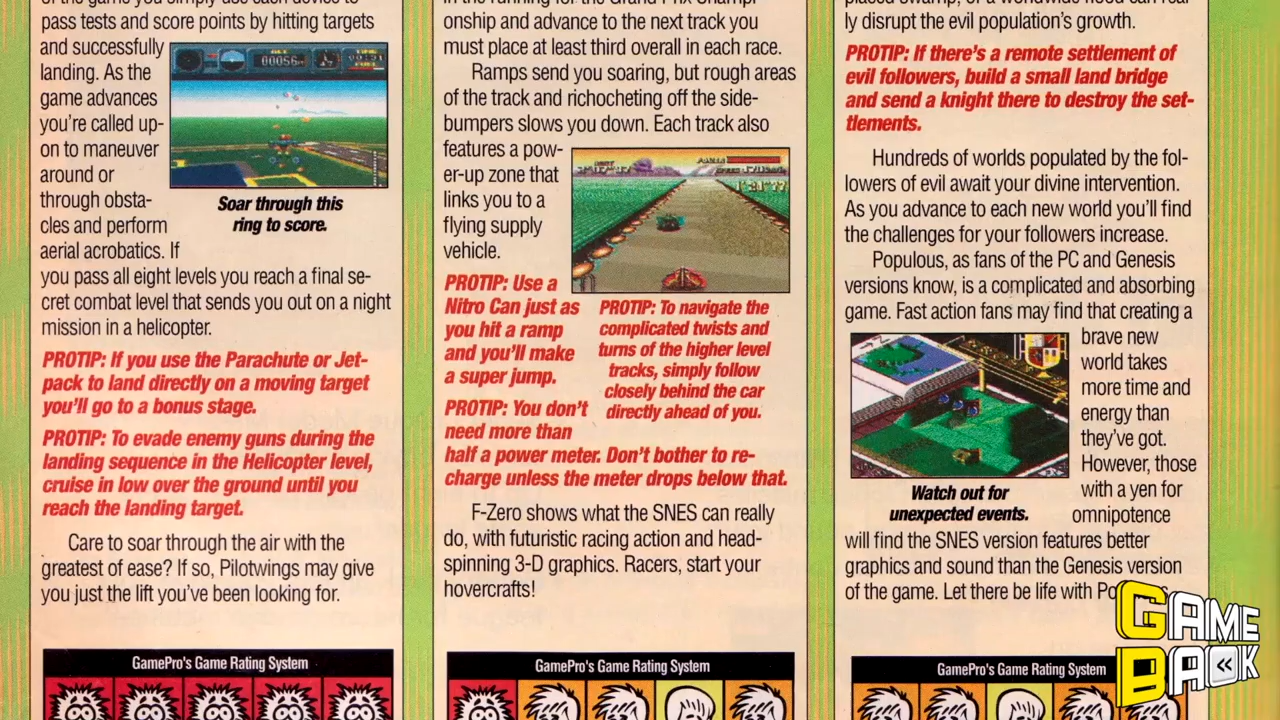 of the game you simply use each device to
pass tests and score points by hitting targets
and successfully
landing. As the
game advances
you're called up-
on to maneuver
around or
through obsta-
cles and perform
aerial acrobatics. If
you pass all eight levels you reach a final se-
cret combat level that sends you out on a night
mission in a helicopter.
Soar through this
ring to score.
PROTIP: If you use the Parachute or Jet-
pack to land directly on a moving target
you'll go to a bonus stage.
PROTIP: To evade enemy guns during the
landing sequence in the Helicopter level,
cruise in low over the ground until you
reach the landing target.
Care to soar through the air with the
greatest of ease? If so, Pilotwings may give
you just the lift you've been looking for.
GamePro's Game Rating System
in the running for the Grand Prix Champi-
onship and advance to the next track you
must place at least third overall in each race.
Ramps send you soaring, but rough areas
of the track and richocheting off the side-
bumpers slows you down. Each track also
features a pow-
er-up zone that
links you to a
flying supply
vehicle.
PROTIP: Use a
Nitro Can just as
you hit a ramp
and you'll make
a super jump.
PROTIP: To navigate the
complicated twists and
turns of the higher level
tracks, simply follow
closely behind the car
directly ahead of you.
PROTIP: You don't
need more than
half a power meter. Don't bother to re-
charge unless the meter drops below that.
F-Zero shows what the SNES can really
do, with futuristic racing action and head-
spinning 3-D graphics. Racers, start your
hovercrafts!
GamePro's Game Rating System
placed swamp, or a worldwide flood can real-
ly disrupt the evil population's growth.
PROTIP: If there's a remote settlement of
evil followers, build a small land bridge
and send a knight there to destroy the set-
tlements.
Hundreds of worlds populated by the fol-
lowers of evil await your divine intervention.
As you advance to each new world you'll find
the challenges for your followers increase.
Populous, as fans of the PC and Genesis
versions know, is a complicated and absorbing
game. Fast action fans may find that creating a
brave new
world takes
more time and
energy than
they've got.
However, those
with a yen for
omnipotence
Watch out for
unexpected events.
will find the SNES version features better
graphics and sound than the Genesis version
of the game. Let there be life with
GamePro's Game Rating System
GAME
BACK